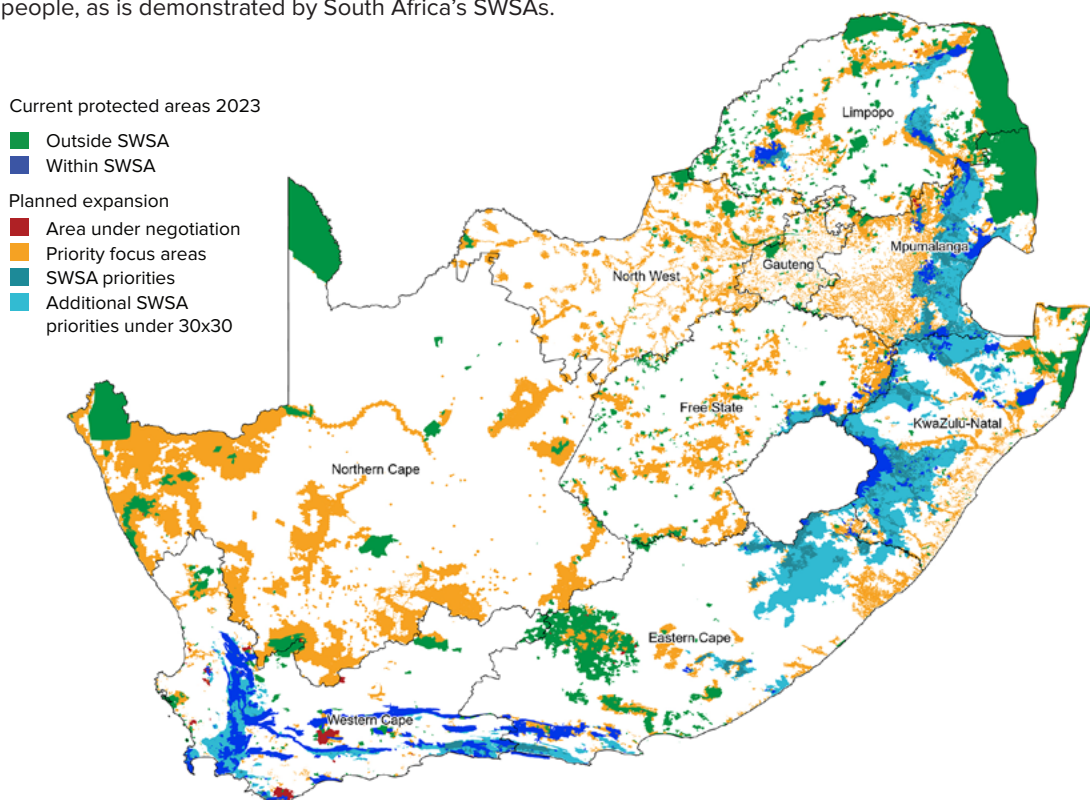 people, as is demonstrated by South Africa’s SWSAs.
Current protected areas 2023
Outside SWSA
Within SWSA
Planned expansion
Area under negotiation
Priority focus areas
SWSA priorities
Additional SWSA
priorities under 30x30
Limpopo
Mpumalanga
Gauteng
North West
Free State
KwaZulu-Natal
Northern Cape
Eastern Cape
Western Cape